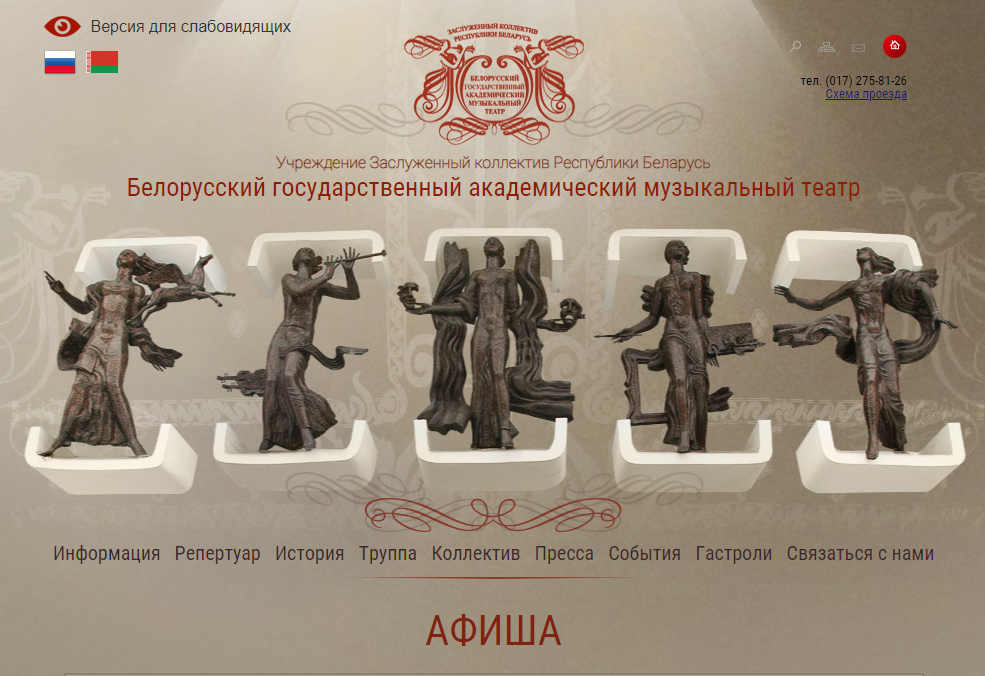 Версия для слабовидящих
ЗАСЛУЖЕННЫЙ КОЛЛЕКТИВ
РЕСПУБЛИКИ БЕЛАРУСЬ
БЕЛОРУССКИЙ
ГОСУДАРСТВЕННЫЙ
АКАДЕМИЧЕСКИЙ
МУЗЫКАЛЬНЫЙ
ТЕАТР
тел. (017) 275-81-26
Схема проезда
Учреждение Заслуженный коллектив Республики Беларусь
Белорусский государственный академический музыкальный театр
Информация Репертуар История Труппа Коллектив Пресса События Гастроли Связаться с нами
АФИША